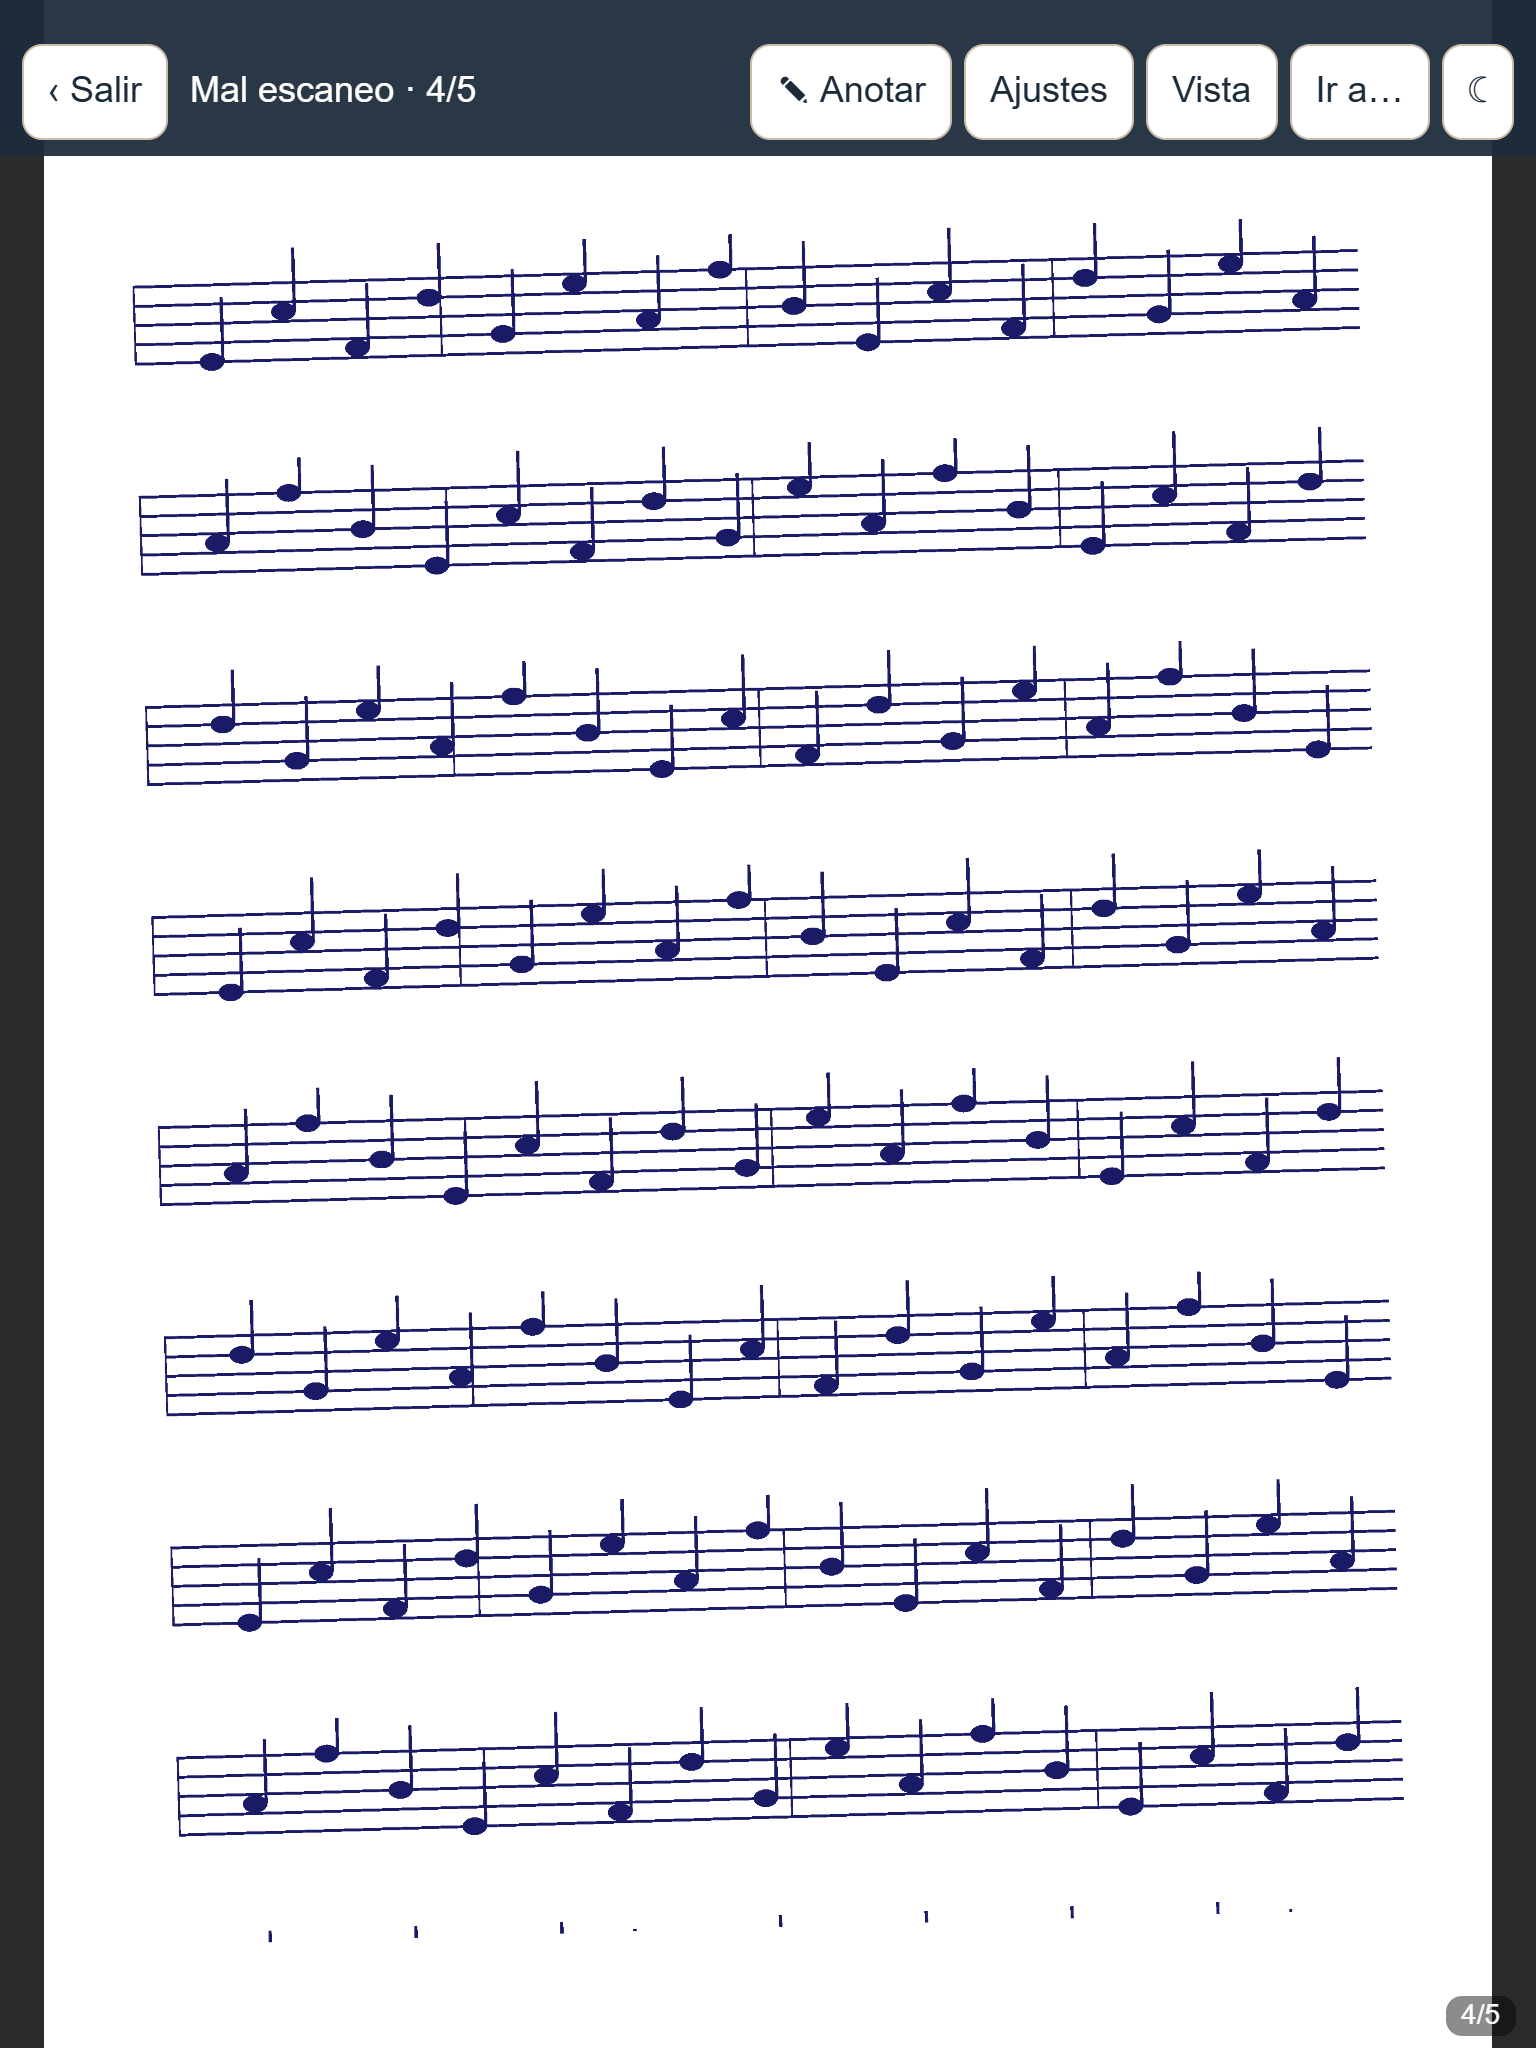 ‹ Salir
Mal escaneo · 4/5
Anotar
Ajustes
Vista
Ir a…
4/5